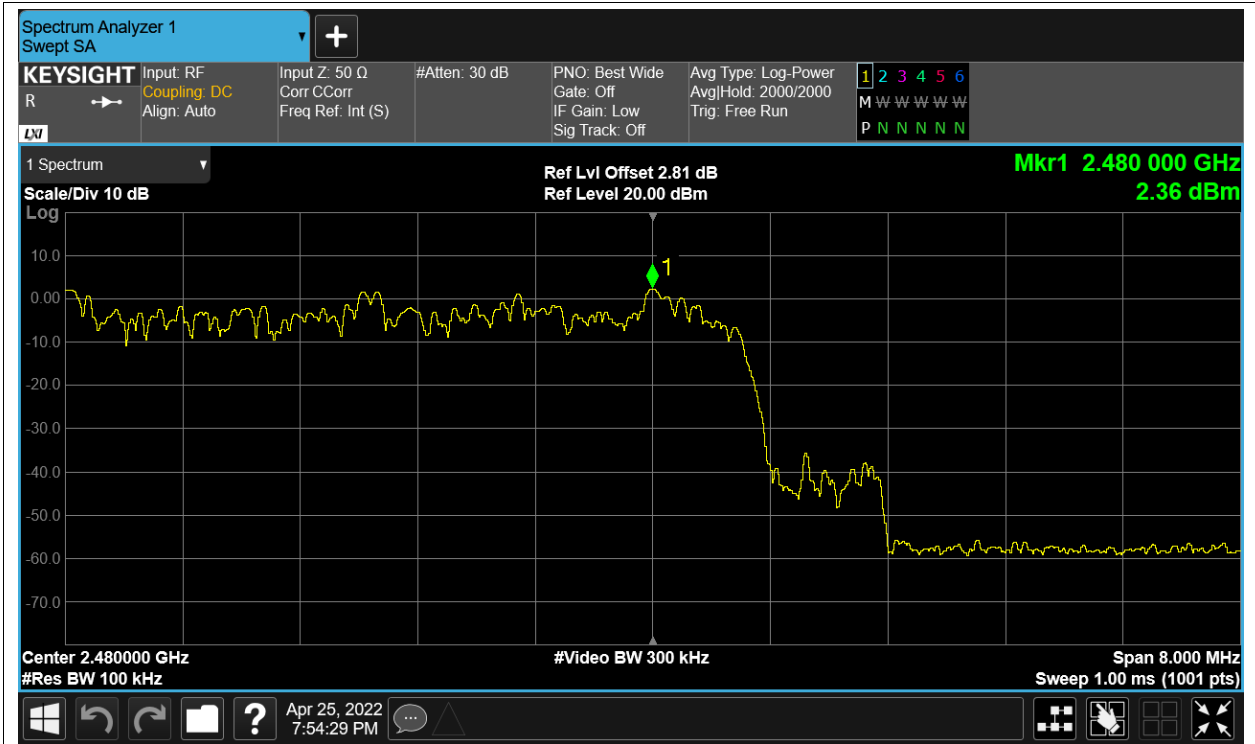 Spectrum Analyzer 1
Swept SA
KEYSIGHT
R
LXI
Input: RF
Coupling: DC
Align: Auto
Input Z: 50 Ω
Corr CCorr
Freq Ref: Int (S)
#Atten: 30 dB
PNO: Best Wide
Gate: Off
IF Gain: Low
Sig Track: Off
Avg Type: Log-Power
Avg|Hold: 2000/2000
Trig: Free Run
1 2 3 4 5 6
M W W W W W
P N N N N N
1 Spectrum
Scale/Div 10 dB
Log
Ref Lvl Offset 2.81 dB
Ref Level 20.00 dBm
Mkr1 2.480 000 GHz
2.36 dBm
1
10.0
0.00
-10.0
-20.0
-30.0
-40.0
-50.0
-60.0
-70.0
Center 2.480000 GHz
#Res BW 100 kHz
#Video BW 300 kHz
Span 8.000 MHz
Sweep 1.00 ms (1001 pts)
?
Apr 25, 2022
7:54:29 PM